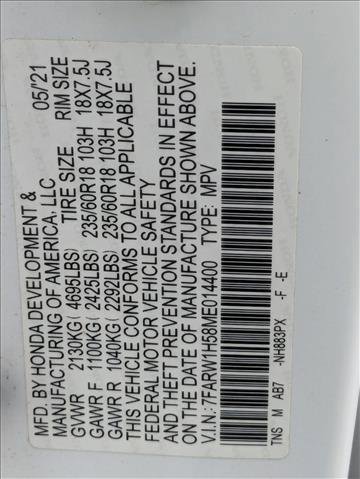 MFD. BY HONDA DEVELOPMENT & 05/'21
MANUFACTURING OF AMERICA, LLC
TIRE SIZE RIM SIZE
GVWR 2130KG( 4695LBS)
GAWR F 1100KG( 2425LBS) 235/60R18 103H 18X7.5J
GAWR R 1040KG( 2292LBS) 235/60R18 103H 18X7.5J
THIS VEHICLE CONFORMS TO ALL APPLICABLE
FEDERAL MOTOR VEHICLE SAFETY
AND THEFT PREVENTION STANDARDS IN EFFECT
ON THE DATE OF MANUFACTURE SHOWN ABOVE.
V.I.N.: 7FARW1H58ME014400 TYPE: MPV
TNS M AB7 -NH883PX -F -E